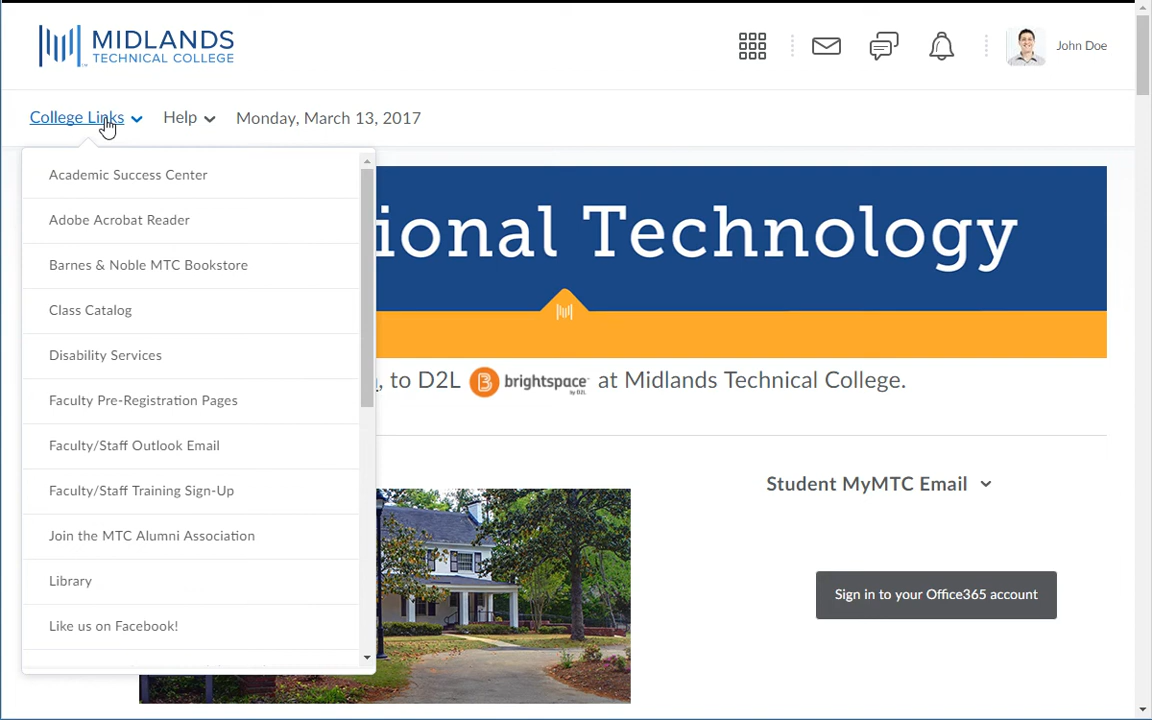 MIDLANDS
TECHNICAL COLLEGE
John Doe
College Links Help Monday, March 13, 2017
Academic Success Center
Adobe Acrobat Reader
Barnes & Noble MTC Bookstore
Class Catalog
Disability Services
Faculty Pre-Registration Pages
Faculty/Staff Outlook Email
Faculty/Staff Training Sign-Up
Join the MTC Alumni Association
Library
Like us on Facebook!
ional Technology
, to D2L brightspace by D2L at Midlands Technical College.
Student MyMTC Email
Sign in to your Office365 account